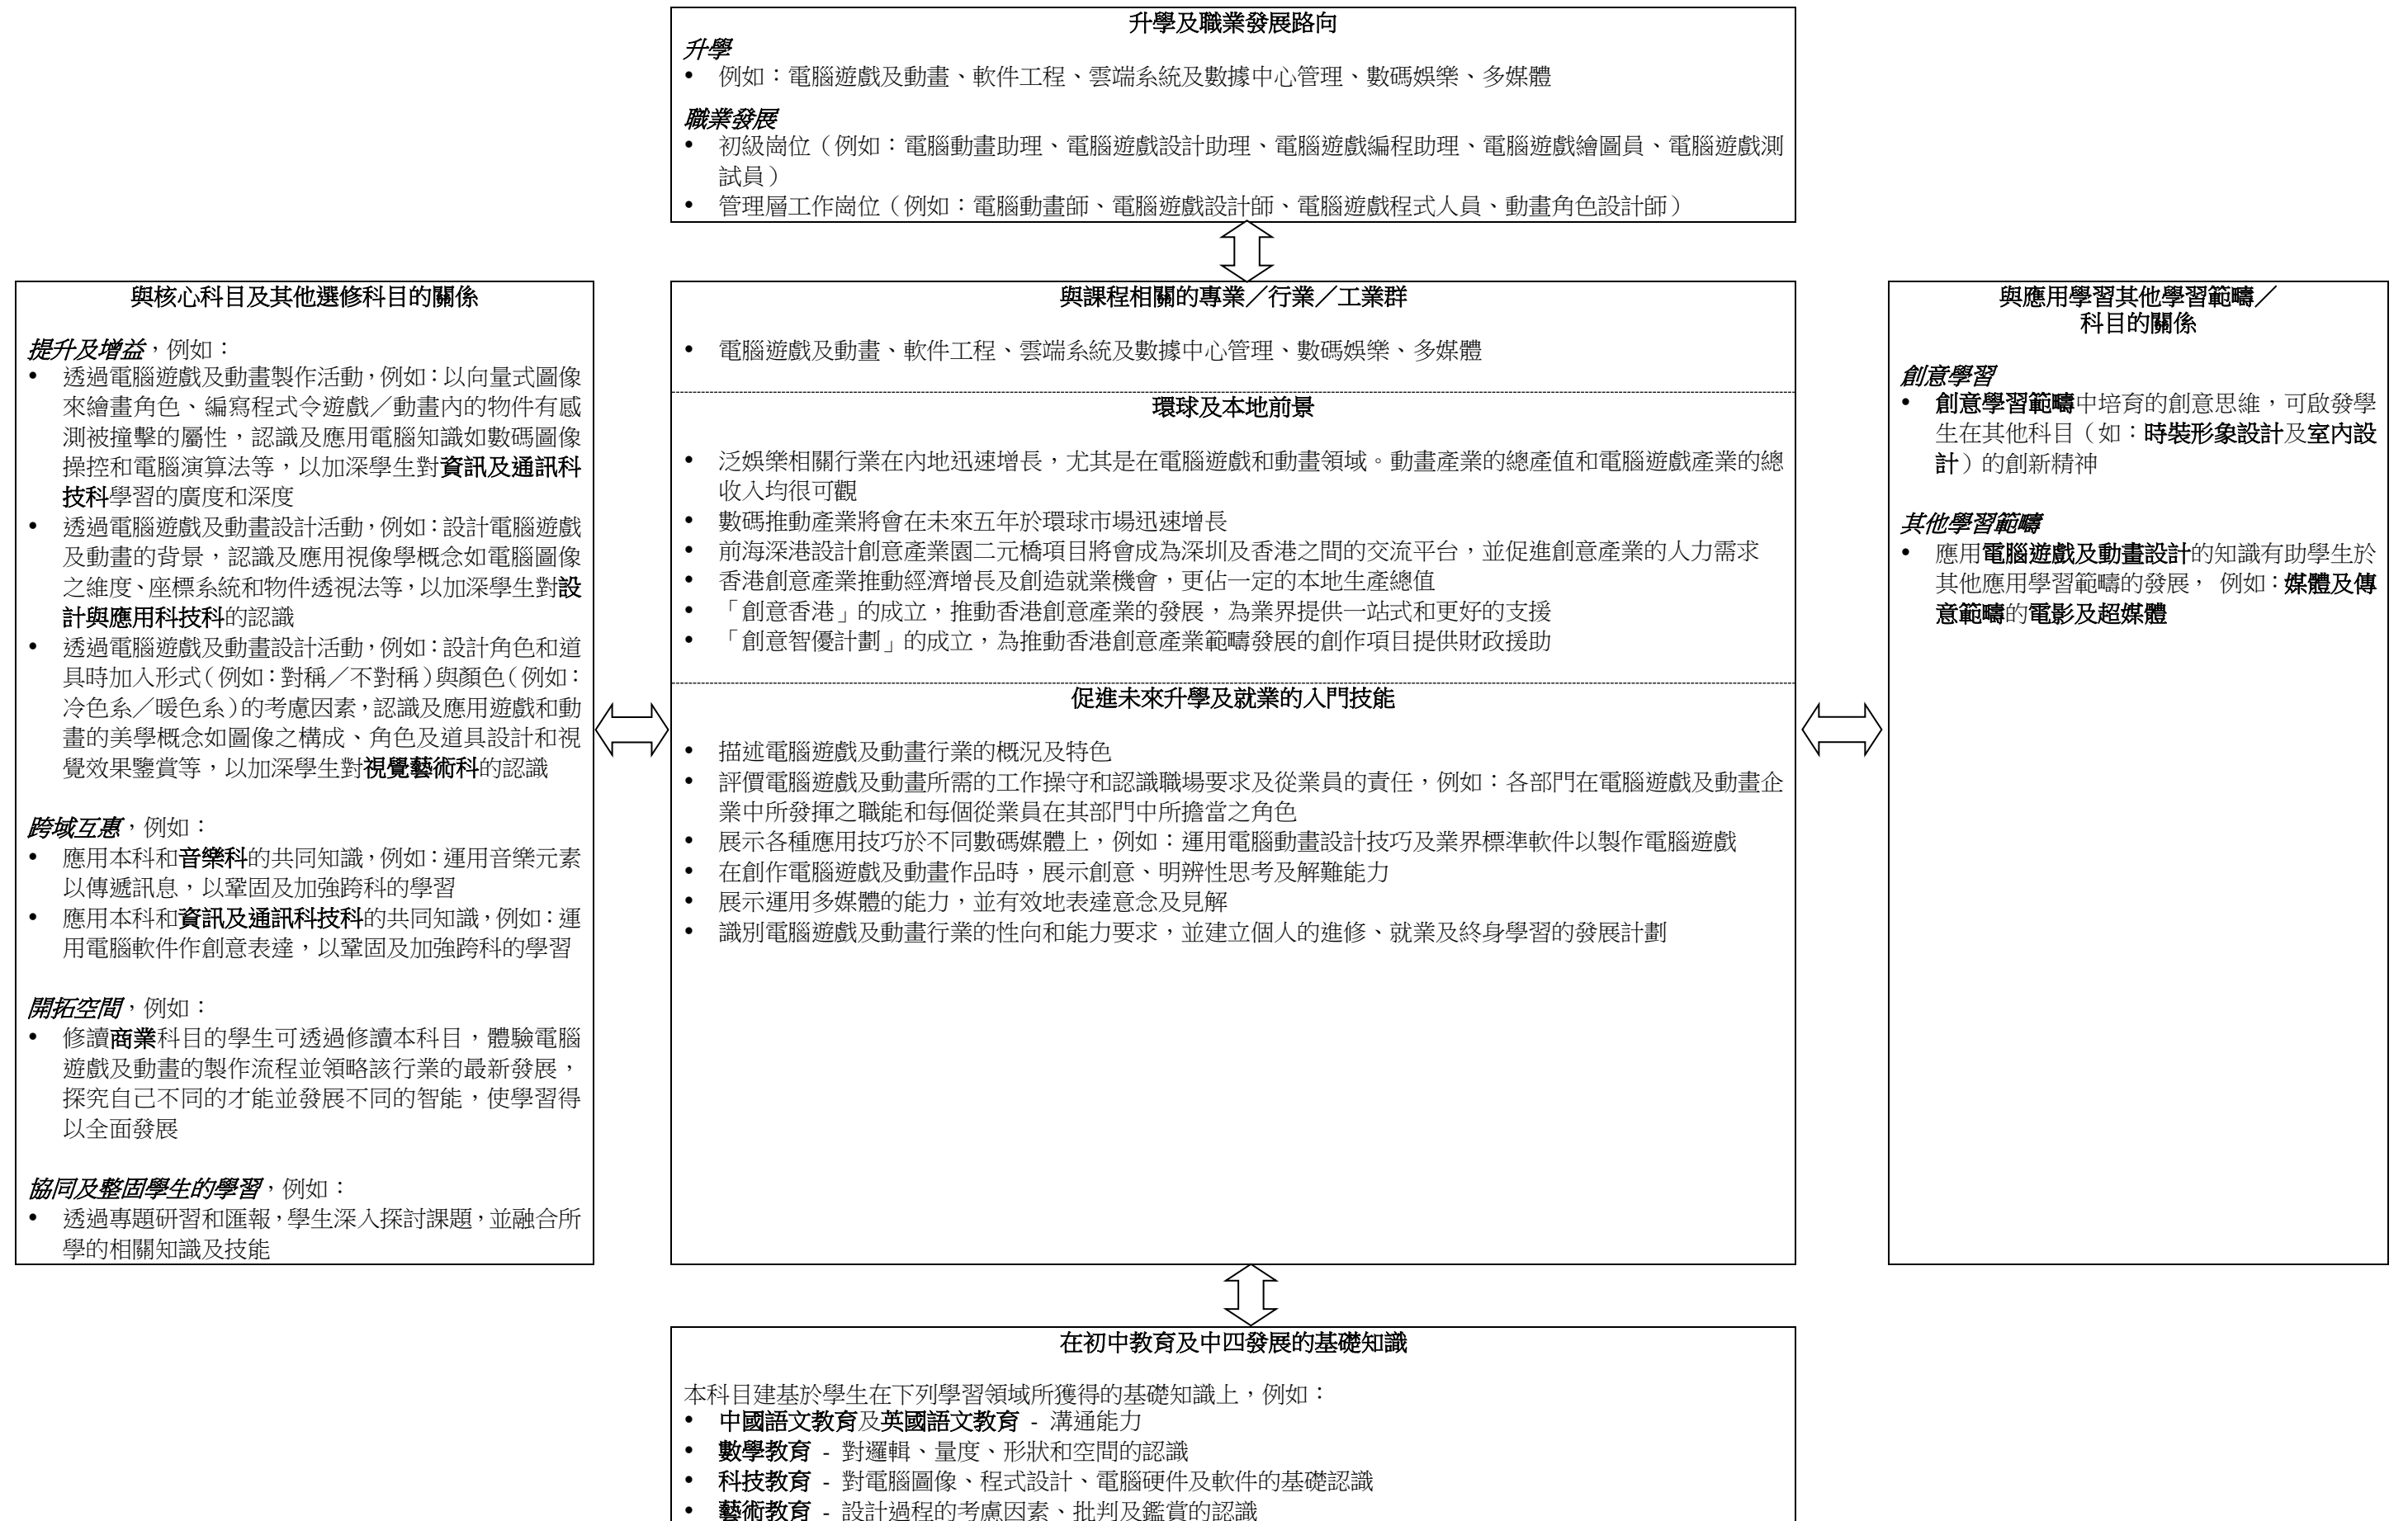 升學及職業發展路向
升學
• 例如：電腦遊戲及動畫、軟件工程、雲端系統及數據中心管理、數碼娛樂、多媒體
職業發展
• 初級崗位（例如：電腦動畫助理、電腦遊戲設計助理、電腦遊戲編程助理、電腦遊戲繪圖員、電腦遊戲測
試員）
• 管理層工作崗位（例如：電腦動畫師、電腦遊戲設計師、電腦遊戲程式人員、動畫角色設計師）
與核心科目及其他選修科目的關係
提升及增益，例如：
• 透過電腦遊戲及動畫製作活動，例如：以向量式圖像
來繪畫角色、編寫程式令遊戲／動畫內的物件有感
測被撞擊的屬性，認識及應用電腦知識如數碼圖像
操控和電腦演算法等，以加深學生對資訊及通訊科
技科學習的廣度和深度
• 透過電腦遊戲及動畫設計活動，例如：設計電腦遊戲
及動畫的背景，認識及應用視像學概念如電腦圖像
之維度、座標系統和物件透視法等，以加深學生對設
計與應用科技科的認識
• 透過電腦遊戲及動畫設計活動，例如：設計角色和道
具時加入形式（例如：對稱／不對稱）與顏色（例如：
冷色系／暖色系）的考慮因素，認識及應用遊戲和動
畫的美學概念如圖像之構成、角色及道具設計和視
覺效果鑒賞等，以加深學生對視覺藝術科的認識
跨域互惠，例如：
• 應用本科和音樂科的共同知識，例如：運用音樂元素
以傳遞訊息，以鞏固及加強跨科的學習
• 應用本科和資訊及通訊科技科的共同知識，例如：運
用電腦軟件作創意表達，以鞏固及加強跨科的學習
開拓空間，例如：
• 修讀商業科目的學生可透過修讀本科目，體驗電腦
遊戲及動畫的製作流程並領略該行業的最新發展，
探究自己不同的才能並發展不同的智能，使學習得
以全面發展
協同及整固學生的學習，例如：
• 透過專題研習和匯報，學生深入探討課題，並融合所
學的相關知識及技能
與課程相關的專業／行業／工業群
• 電腦遊戲及動畫、軟件工程、雲端系統及數據中心管理、數碼娛樂、多媒體
環球及本地前景
• 泛娛樂相關行業在內地迅速增長，尤其是在電腦遊戲和動畫領域。動畫產業的總產值和電腦遊戲產業的總
收入均很可觀
• 數碼推動產業將會在未來五年於環球市場迅速增長
• 前海深港設計創意產業園二元橋項目將會成為深圳及香港之間的交流平台，並促進創意產業的人力需求
• 香港創意產業推動經濟增長及創造就業機會，更佔一定的本地生產總值
• 「創意香港」的成立，推動香港創意產業的發展，為業界提供一站式和更好的支援
• 「創意智優計劃」的成立，為推動香港創意產業範疇發展的創作項目提供財政援助
促進未來升學及就業的入門技能
• 描述電腦遊戲及動畫行業的概況及特色
• 評價電腦遊戲及動畫所需的工作操守和認識職場要求及從業員的責任，例如：各部門在電腦遊戲及動畫企
業中所發揮之職能和每個從業員在其部門中所擔當之角色
• 展示各種應用技巧於不同數碼媒體上，例如：運用電腦動畫設計技巧及業界標準軟件以製作電腦遊戲
• 在創作電腦遊戲及動畫作品時，展示創意、明辨性思考及解難能力
• 展示運用多媒體的能力，並有效地表達意念及見解
• 識別電腦遊戲及動畫行業的性向和能力要求，並建立個人的進修、就業及終身學習的發展計劃
與應用學習其他學習範疇／
科目的關係
創意學習
• 創意學習範疇中培育的創意思維，可啟發學
生在其他科目（如：時裝形象設計及室內設
計）的創新精神
其他學習範疇
• 應用電腦遊戲及動畫設計的知識有助學生於
其他應用學習範疇的發展， 例如：媒體及傳
意範疇的電影及超媒體
在初中教育及中四發展的基礎知識
本科目建基於學生在下列學習領域所獲得的基礎知識上，例如：
• 中國語文教育及英國語文教育 - 溝通能力
• 數學教育 - 對邏輯、量度、形狀和空間的認識
• 科技教育 - 對電腦圖像、程式設計、電腦硬件及軟件的基礎認識
• 藝術教育 - 設計過程的考慮因素、批判及鑑賞的認識